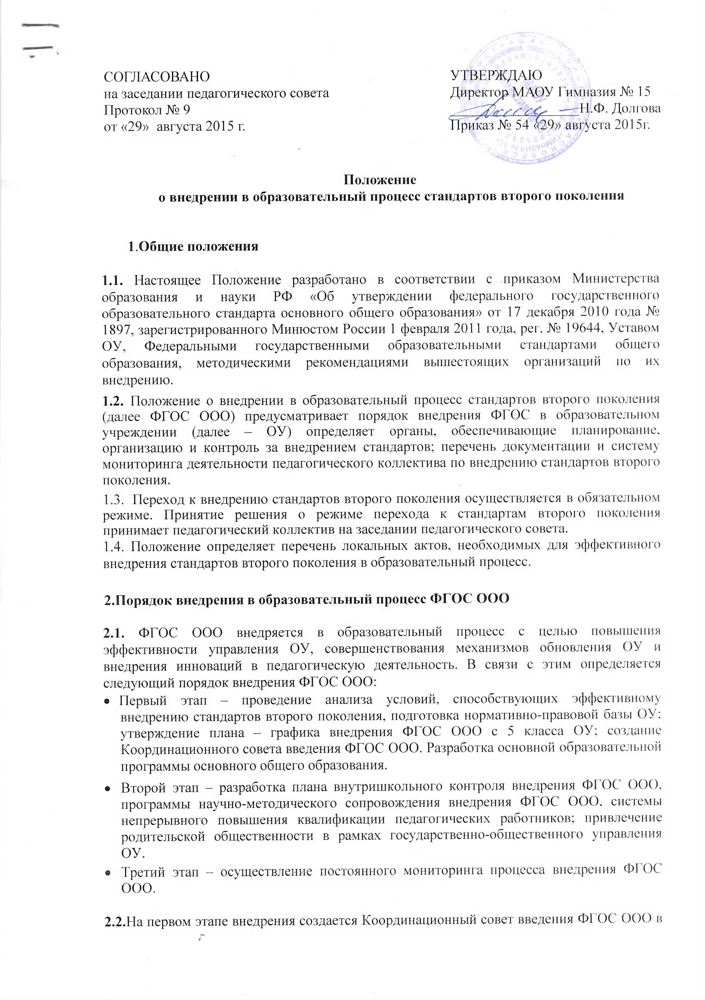 СОГЛАСОВАНО
на заседании педагогического совета
Протокол № 9
от «29» августа 2015 г.
УТВЕРЖДАЮ
Директор МАОУ Гимназия № 15
Н.Ф. Долгова
Приказ № 54 «29» августа 2015г.
Положение
о внедрении в образовательный процесс стандартов второго поколения
1.Общие положения
1.1. Настоящее Положение разработано в соответствии с приказом Министерства
образования и науки РФ «Об утверждении федерального государственного
образовательного стандарта основного общего образования» от 17 декабря 2010 года №
1897, зарегистрированного Минюстом России 1 февраля 2011 года, рег. № 19644, Уставом
ОУ, Федеральными государственными образовательными стандартами общего
образования, методическими рекомендациями вышестоящих организаций по их
внедрению.
1.2. Положение о внедрении в образовательный процесс стандартов второго поколения
(далее ФГОС ООО) предусматривает порядок внедрения ФГОС в образовательном
учреждении (далее – ОУ) определяет органы, обеспечивающие планирование,
организацию и контроль за внедрением стандартов; перечень документации и систему
мониторинга деятельности педагогического коллектива по внедрению стандартов второго
поколения.
1.3. Переход к внедрению стандартов второго поколения осуществляется в обязательном
режиме. Принятие решения о режиме перехода к стандартам второго поколения
принимает педагогический коллектив на заседании педагогического совета.
1.4. Положение определяет перечень локальных актов, необходимых для эффективного
внедрения стандартов второго поколения в образовательный процесс.
2.Порядок внедрения в образовательный процесс ФГОС ООО
2.1. ФГОС ООО внедряется в образовательный процесс с целью повышения
эффективности управления ОУ, совершенствования механизмов обновления ОУ и
внедрения инноваций в педагогическую деятельность. В связи с этим определяется
следующий порядок внедрения ФГОС ООО:
• Первый этап – проведение анализа условий, способствующих эффективному
внедрению стандартов второго поколения, подготовка нормативно-правовой базы ОУ;
утверждение плана – графика внедрения ФГОС ООО с 5 класса ОУ; создание
Координационного совета введения ФГОС ООО. Разработка основной образовательной
программы основного общего образования.
• Второй этап – разработка плана внутришкольного контроля внедрения ФГОС ООО,
программы научно-методического сопровождения внедрения ФГОС ООО, системы
непрерывного повышения квалификации педагогических работников; привлечение
родительской общественности в рамках государственно-общественного управления
ОУ.
• Третий этап – осуществление постоянного мониторинга процесса внедрения ФГОС
ООО.
2.2.На первом этапе внедрения создается Координационный совет введения ФГОС ООО в